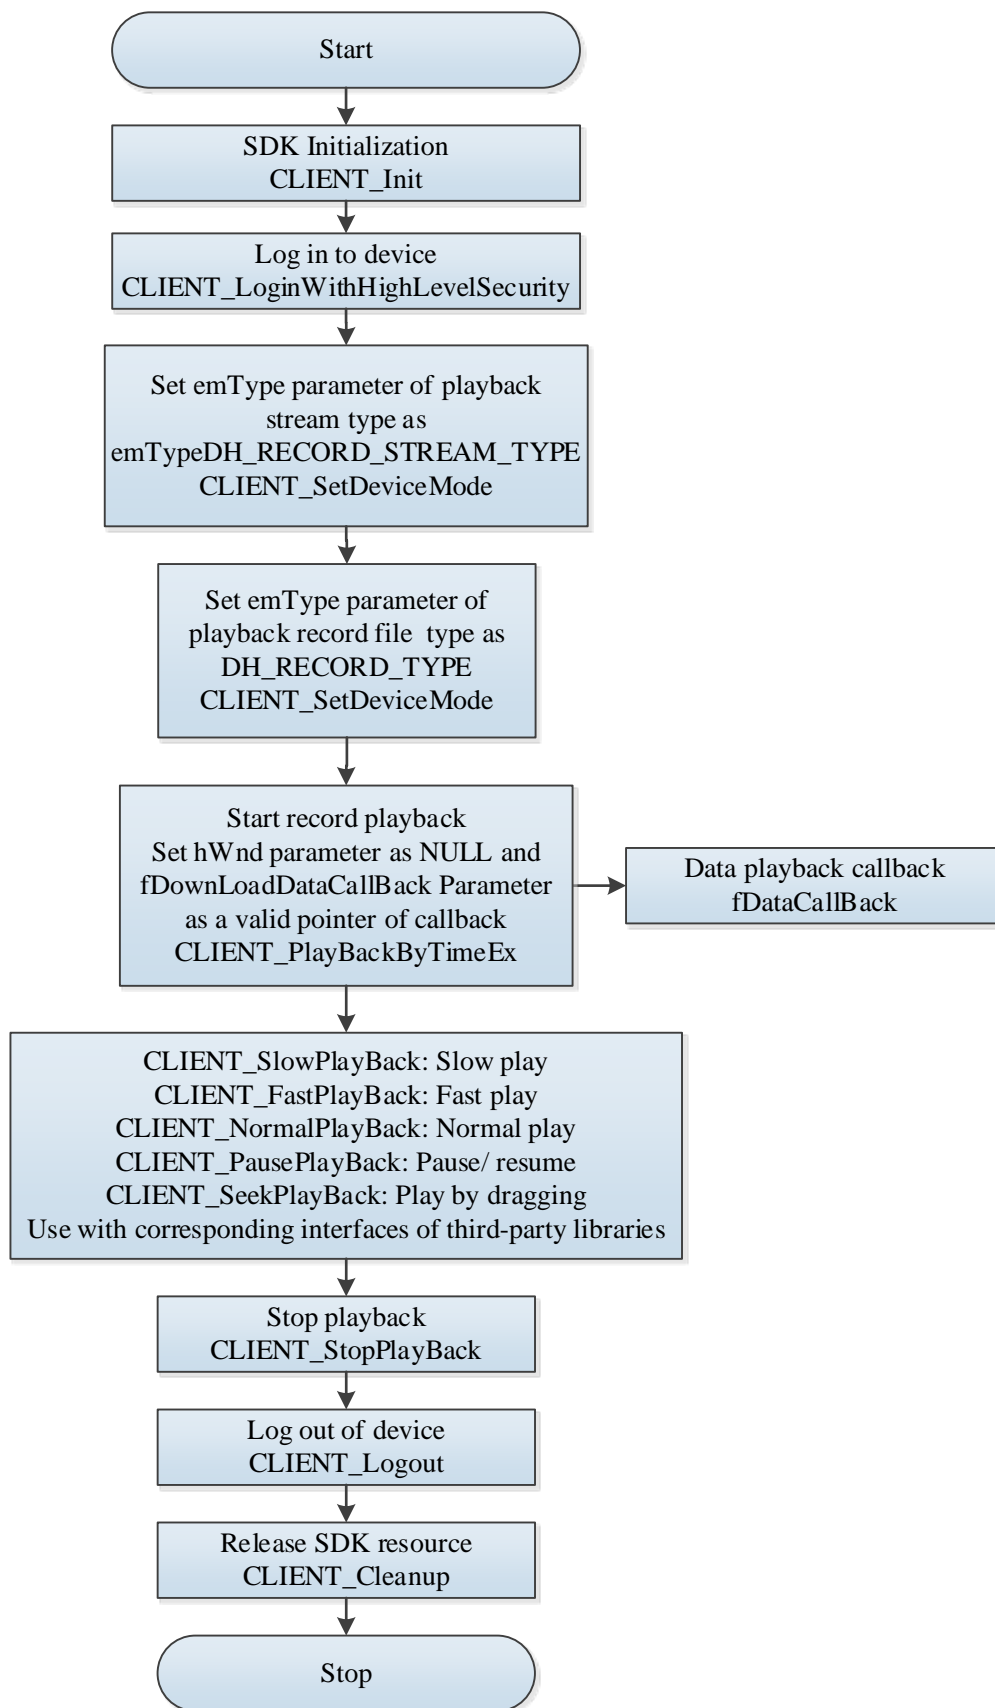 Start
SDK Initialization
CLIENT_Init
Log in to device
CLIENT_LoginWithHighLevelSecurity
Set emType parameter of playback
stream type as
emTypeDH_RECORD_STREAM_TYPE
CLIENT_SetDeviceMode
Set emType parameter of
playback record file  type as
DH_RECORD_TYPE
CLIENT_SetDeviceMode
Start record playback
Set hWnd parameter as NULL and
fDownLoadDataCallBack Parameter
as a valid pointer of callback
CLIENT_PlayBackByTimeEx
Data playback callback
fDataCallBack
CLIENT_SlowPlayBack: Slow play
CLIENT_FastPlayBack: Fast play
CLIENT_NormalPlayBack: Normal play
CLIENT_PausePlayBack: Pause/ resume
CLIENT_SeekPlayBack: Play by dragging
Use with corresponding interfaces of third-party libraries
Stop playback
CLIENT_StopPlayBack
Log out of device
CLIENT_Logout
Release SDK resource
CLIENT_Cleanup
Stop